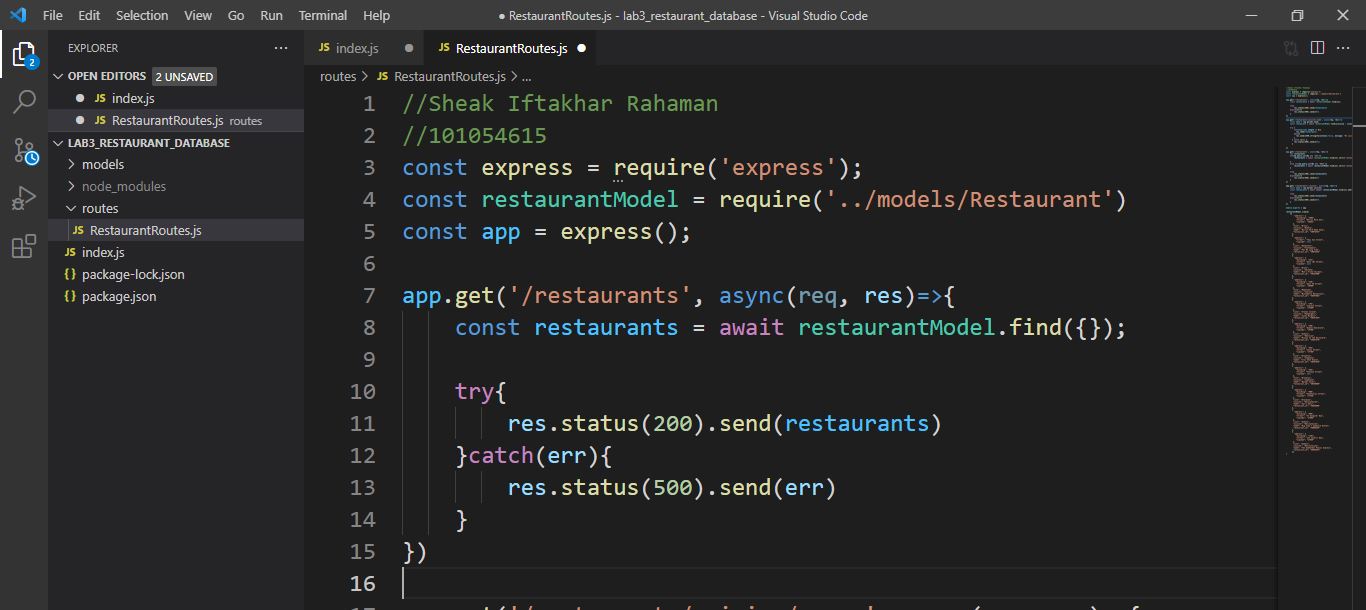 File Edit Selection View Go Run Terminal Help ● RestaurantRoutes.js - lab3_restaurant_database - Visual Studio Code
EXPLORER
2
OPEN EDITORS 2 UNSAVED
JS index.js
JS RestaurantRoutes.js routes
LAB3_RESTAURANT_DATABASE
models
node_modules
routes
JS RestaurantRoutes.js
JS index.js
{} package-lock.json
{} package.json
JS index.js JS RestaurantRoutes.js
routes > JS RestaurantRoutes.js > ...
1 //Sheak Iftakhar Rahaman
2 //101054615
3 const express = require('express');
4 const restaurantModel = require('../models/Restaurant')
5 const app = express();
6
7 app.get('/restaurants', async(req, res)=>{
8 const restaurants = await restaurantModel.find({});
9
10 try{
11 res.status(200).send(restaurants)
12 }catch(err){
13 res.status(500).send(err)
14 }
15 })
16